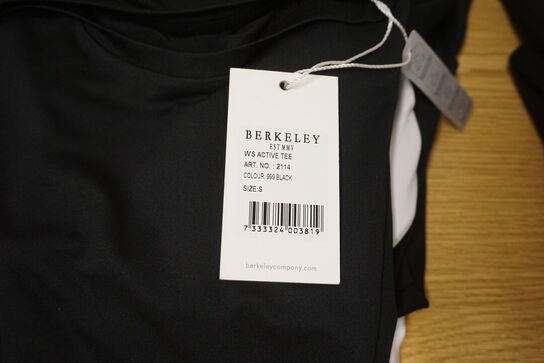 BERKELEY
EST MMV
W'S ACTIVE TEE
ART. NO. : 2114
COLOUR: 999 BLACK
SIZE:S
7 333324 003819
berkeleycompany.com